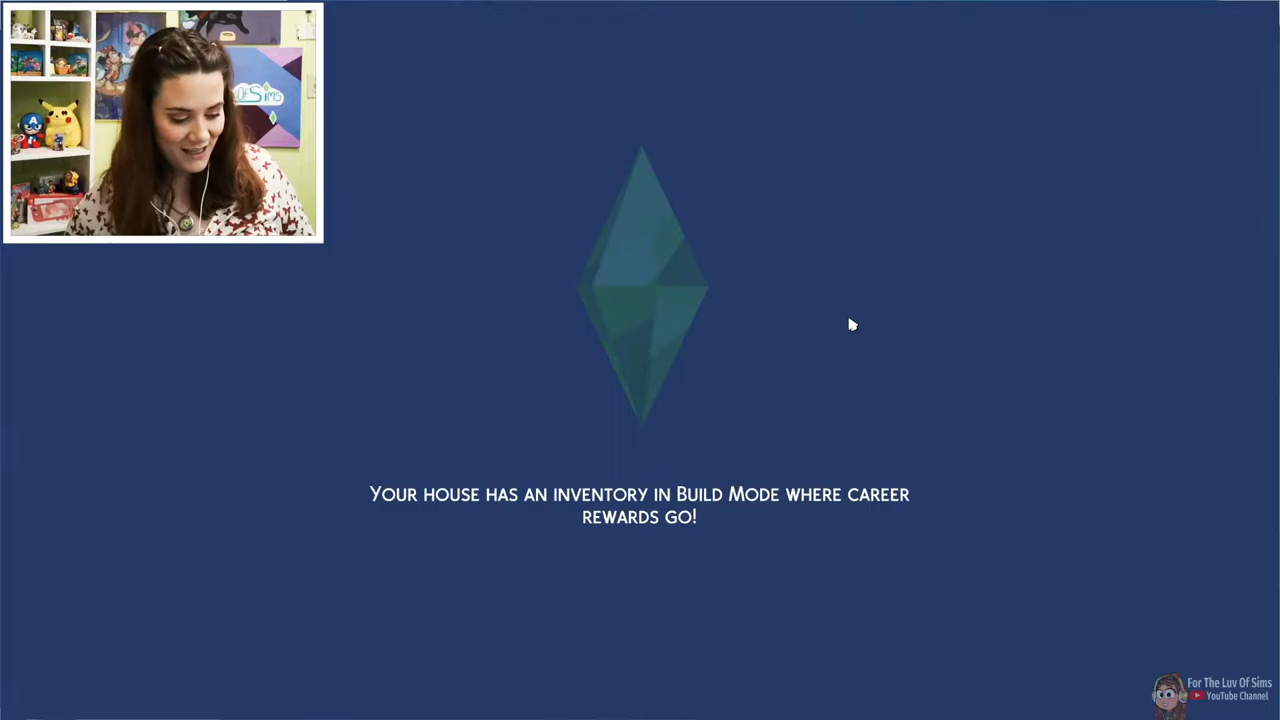 OfSims
YOUR HOUSE HAS AN INVENTORY IN BUILD MODE WHERE CAREER
REWARDS GO!
For The Luv Of Sims
YouTube Channel